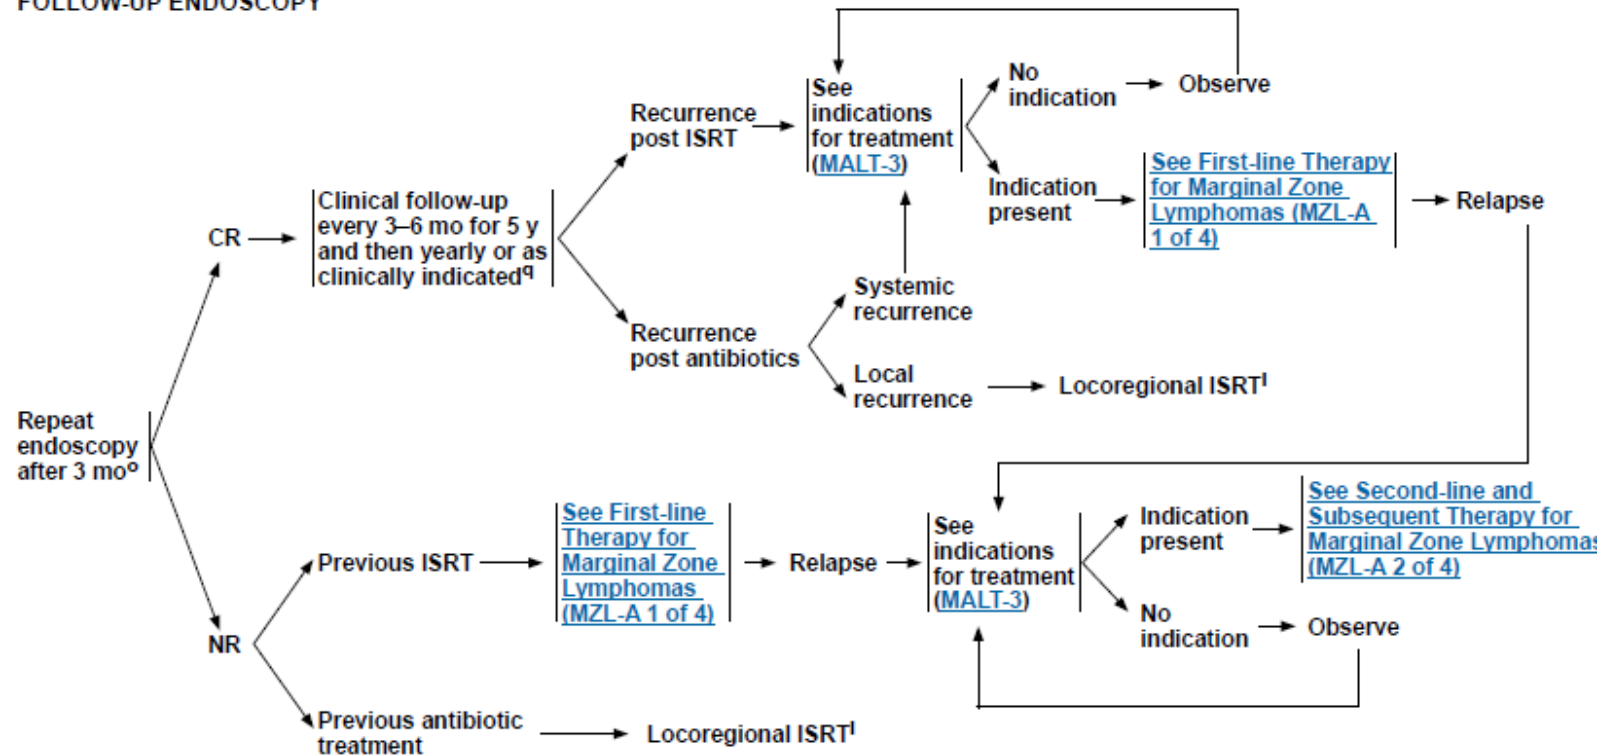 FOLLOW-UP ENDOSCOPY
Repeat
endoscopy
after 3 moᵒ
CR
Clinical follow-up
every 3–6 mo for 5 y
and then yearly or as
clinically indicatedq
Recurrence
post ISRT
See
indications
for treatment
(MALT-3)
No
indication
Observe
Indication
present
See First-line Therapy
for Marginal Zone
Lymphomas (MZL-A
1 of 4)
Relapse
Recurrence
post antibiotics
Systemic
recurrence
Local
recurrence
Locoregional ISRTˡ
NR
Previous ISRT
See First-line
Therapy for
Marginal Zone
Lymphomas
(MZL-A 1 of 4)
Relapse
See
indications
for treatment
(MALT-3)
Indication
present
See Second-line and
Subsequent Therapy for
Marginal Zone Lymphomas
(MZL-A 2 of 4)
No
indication
Observe
Previous antibiotic
treatment
Locoregional ISRTˡ